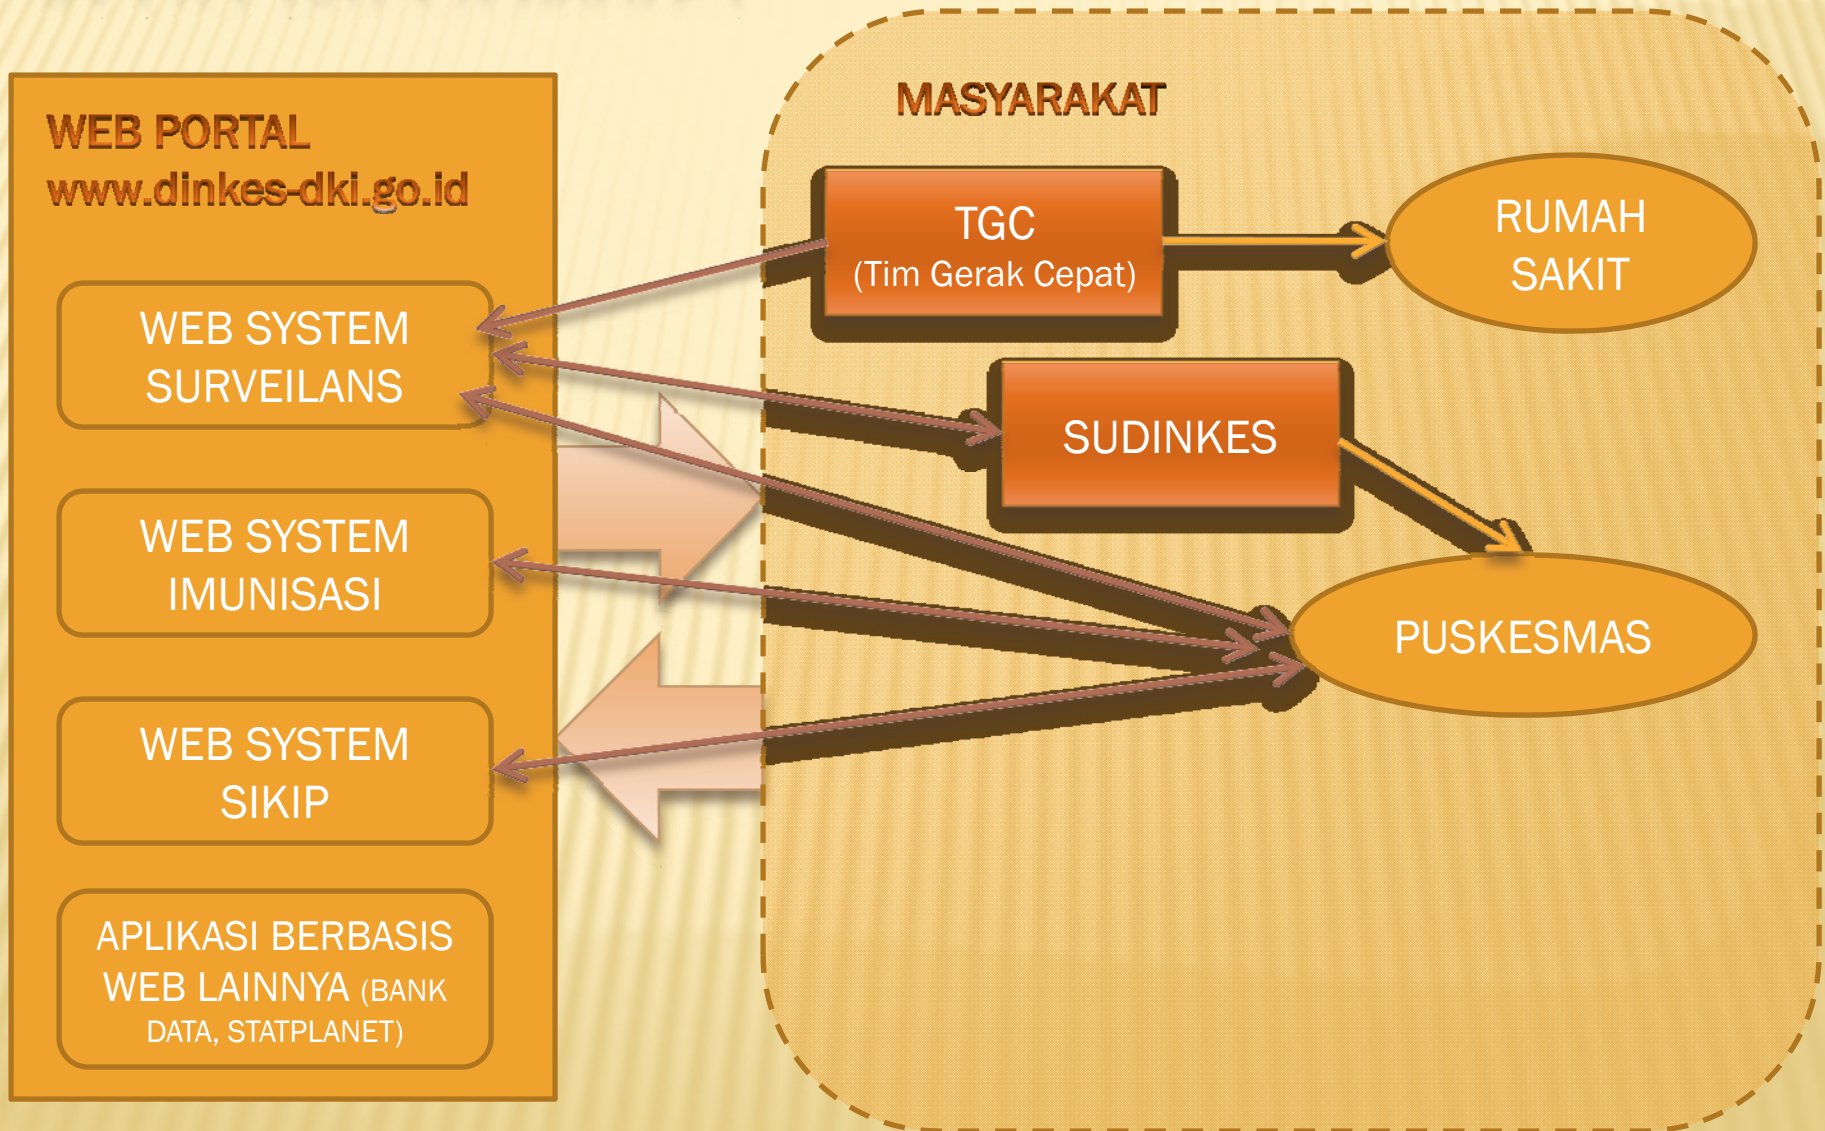 WEB PORTAL
www.dinkes-dki.go.id
WEB SYSTEM
SURVEILANS
WEB SYSTEM
IMUNISASI
WEB SYSTEM
SIKIP
APLIKASI BERBASIS
WEB LAINNYA (BANK
DATA, STATPLANET)
MASYARAKAT
TGC
(Tim Gerak Cepat)
RUMAH
SAKIT
SUDINKES
PUSKESMAS